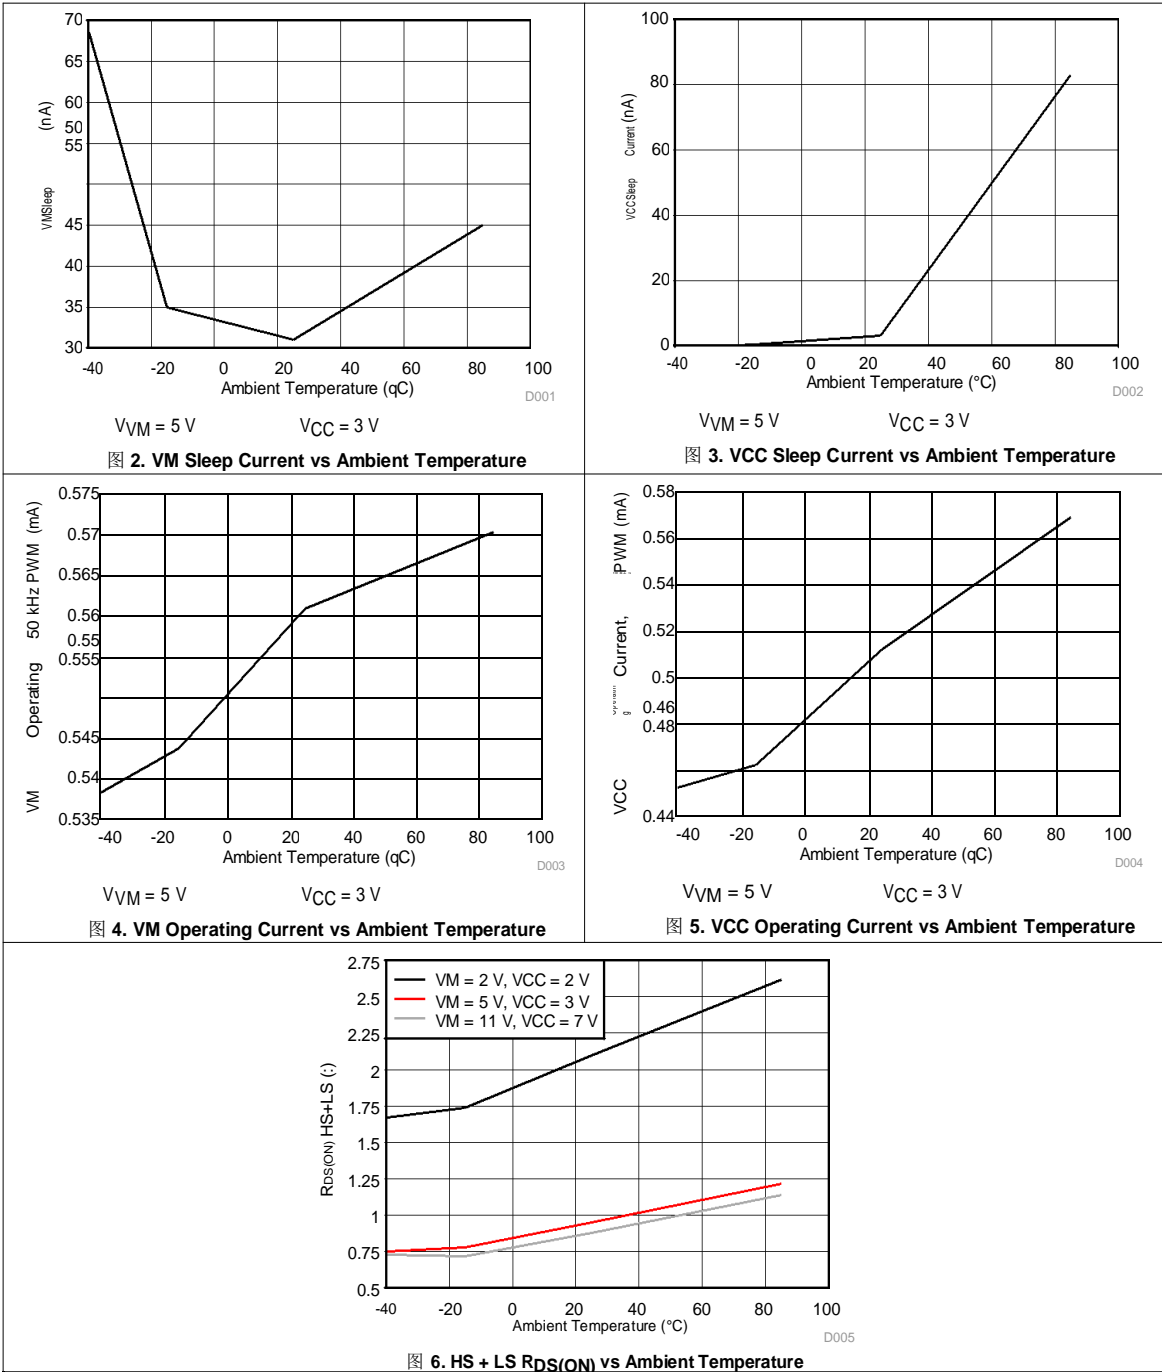 70
65
60
50
55
45
40
35
30
(nA)
VMSleep
-40 -20 0 20 40 60 80 100
Ambient Temperature (qC)
D001
VVM = 5 V VCC = 3 V
图 2. VM Sleep Current vs Ambient Temperature
100
80
60
40
20
0
Current (nA)
VCCSleep
-40 -20 0 20 40 60 80 100
Ambient Temperature (°C)
D002
VVM = 5 V VCC = 3 V
图 3. VCC Sleep Current vs Ambient Temperature
0.575
0.57
0.565
0.56
0.55
0.555
0.545
0.54
0.535
VM Operating 50 kHz PWM (mA)
-40 -20 0 20 40 60 80 100
Ambient Temperature (qC)
D003
VVM = 5 V VCC = 3 V
图 4. VM Operating Current vs Ambient Temperature
0.58
0.56
0.54
0.52
0.5
0.46
0.48
0.44
VCC Current, PWM (mA)
-40 -20 0 20 40 60 80 100
Ambient Temperature (qC)
D004
VVM = 5 V VCC = 3 V
图 5. VCC Operating Current vs Ambient Temperature
2.75
2.5
2.25
2
1.75
1.5
1.25
1
0.75
0.5
RDS(ON) HS+LS (:)
VM = 2 V, VCC = 2 V
VM = 5 V, VCC = 3 V
VM = 11 V, VCC = 7 V
-40 -20 0 20 40 60 80 100
Ambient Temperature (°C)
D005
图 6. HS + LS RDS(ON) vs Ambient Temperature